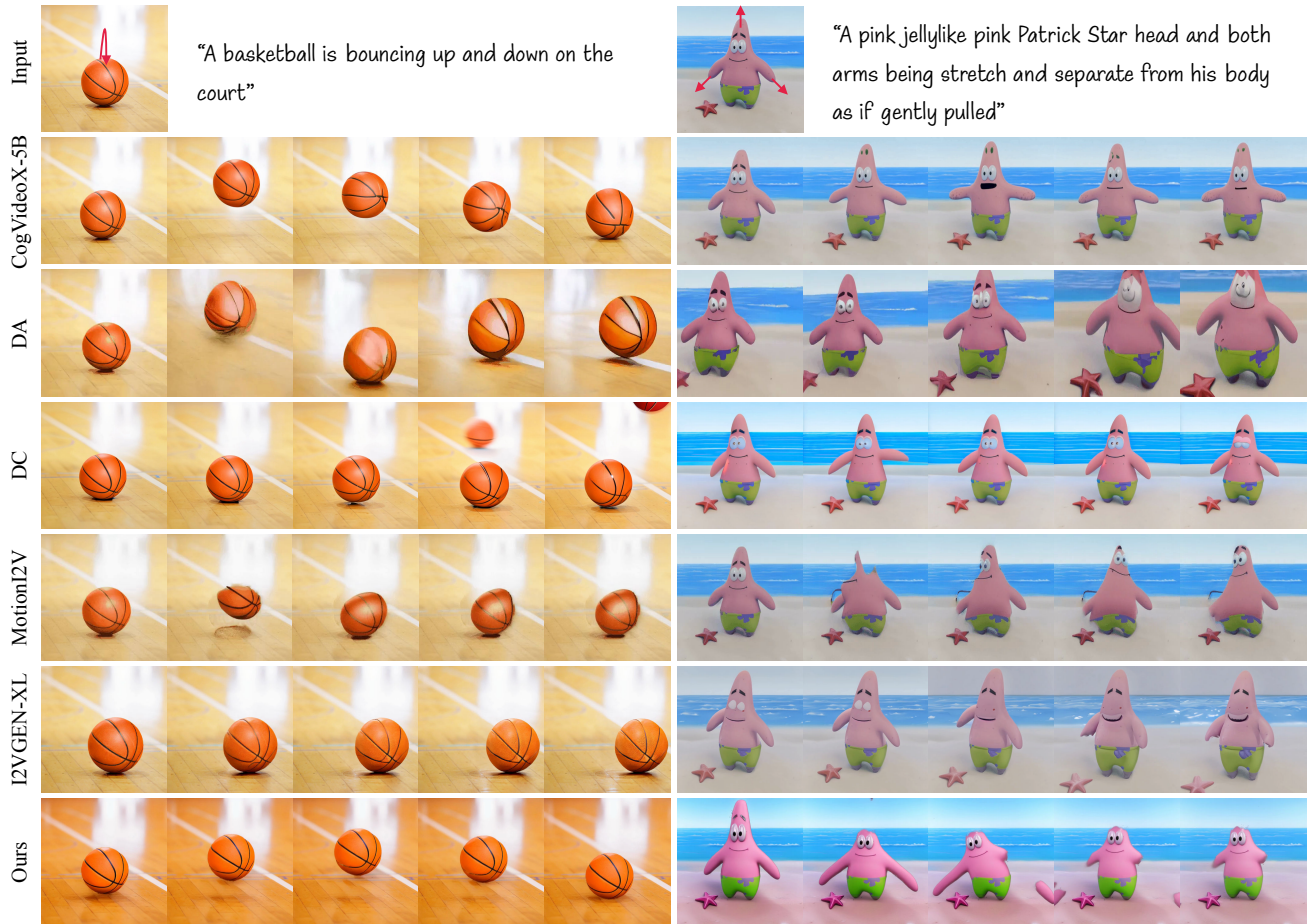 Input
“A basketball is bouncing up and down on the
court”
“A pink jellylike pink Patrick Star head and both
arms being stretch and separate from his body
as if gently pulled”
CogVideoX-5B
DA
DC
MotionI2V
I2VGEN-XL
Ours